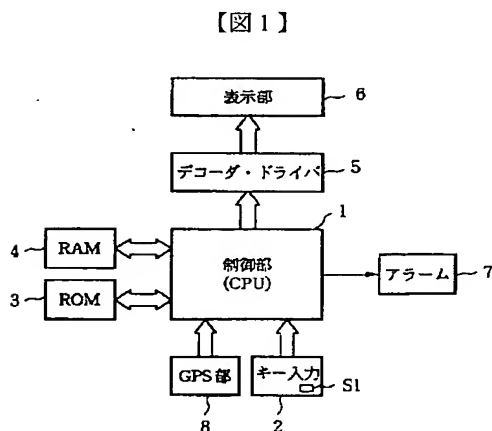 【図1】
表示部
6
デコーダ・ドライバ
5
1
4
RAM
制御部
(CPU)
アラーム
7
3
ROM
GPS部
キー入力
S1
8
2